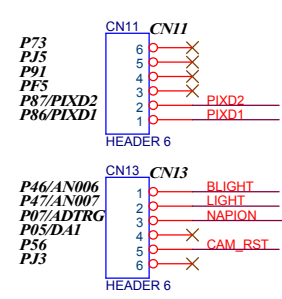 CN11 CN11
P73 6
PJ5 5
P91 4
PF5 3
P87/PIXD2 2 PIXD2
P86/PIXD1 1 PIXD1
HEADER 6
CN13 CN13
P46/AN006 1 BLIGHT
P47/AN007 2 LIGHT
P07/ADTRG 3 NAPION
P05/DA1 4
P56 5 CAM_RST
PJ3 6
HEADER 6